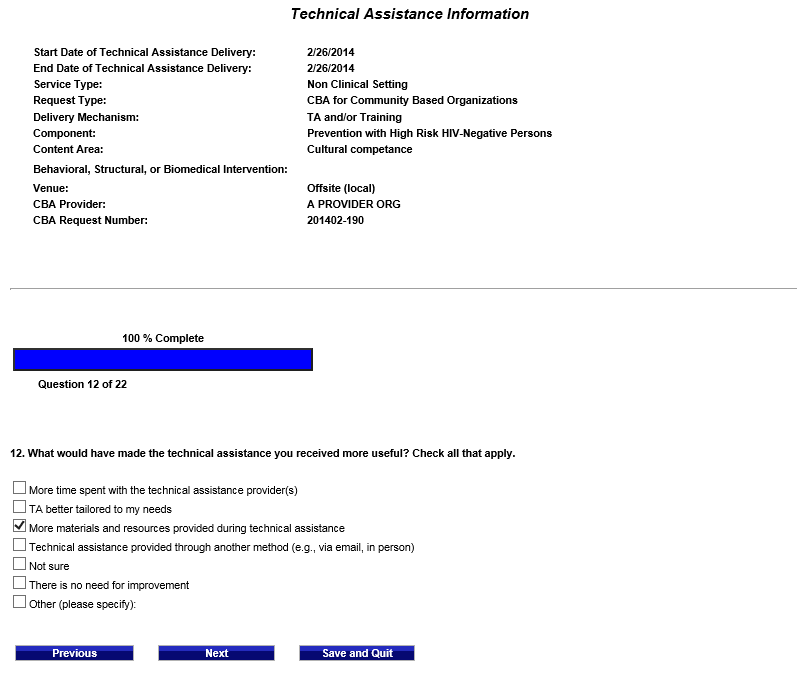 Technical Assistance Information
Start Date of Technical Assistance Delivery: 2/26/2014
End Date of Technical Assistance Delivery: 2/26/2014
Service Type: Non Clinical Setting
Request Type: CBA for Community Based Organizations
Delivery Mechanism: TA and/or Training
Component: Prevention with High Risk HIV-Negative Persons
Content Area: Cultural competance
Behavioral, Structural, or Biomedical Intervention:
Venue: Offsite (local)
CBA Provider: A PROVIDER ORG
CBA Request Number: 201402-190
100 % Complete
Question 12 of 22
12. What would have made the technical assistance you received more useful? Check all that apply.
More time spent with the technical assistance provider(s)
TA better tailored to my needs
More materials and resources provided during technical assistance
Technical assistance provided through another method (e.g., via email, in person)
Not sure
There is no need for improvement
Other (please specify):
Previous Next Save and Quit